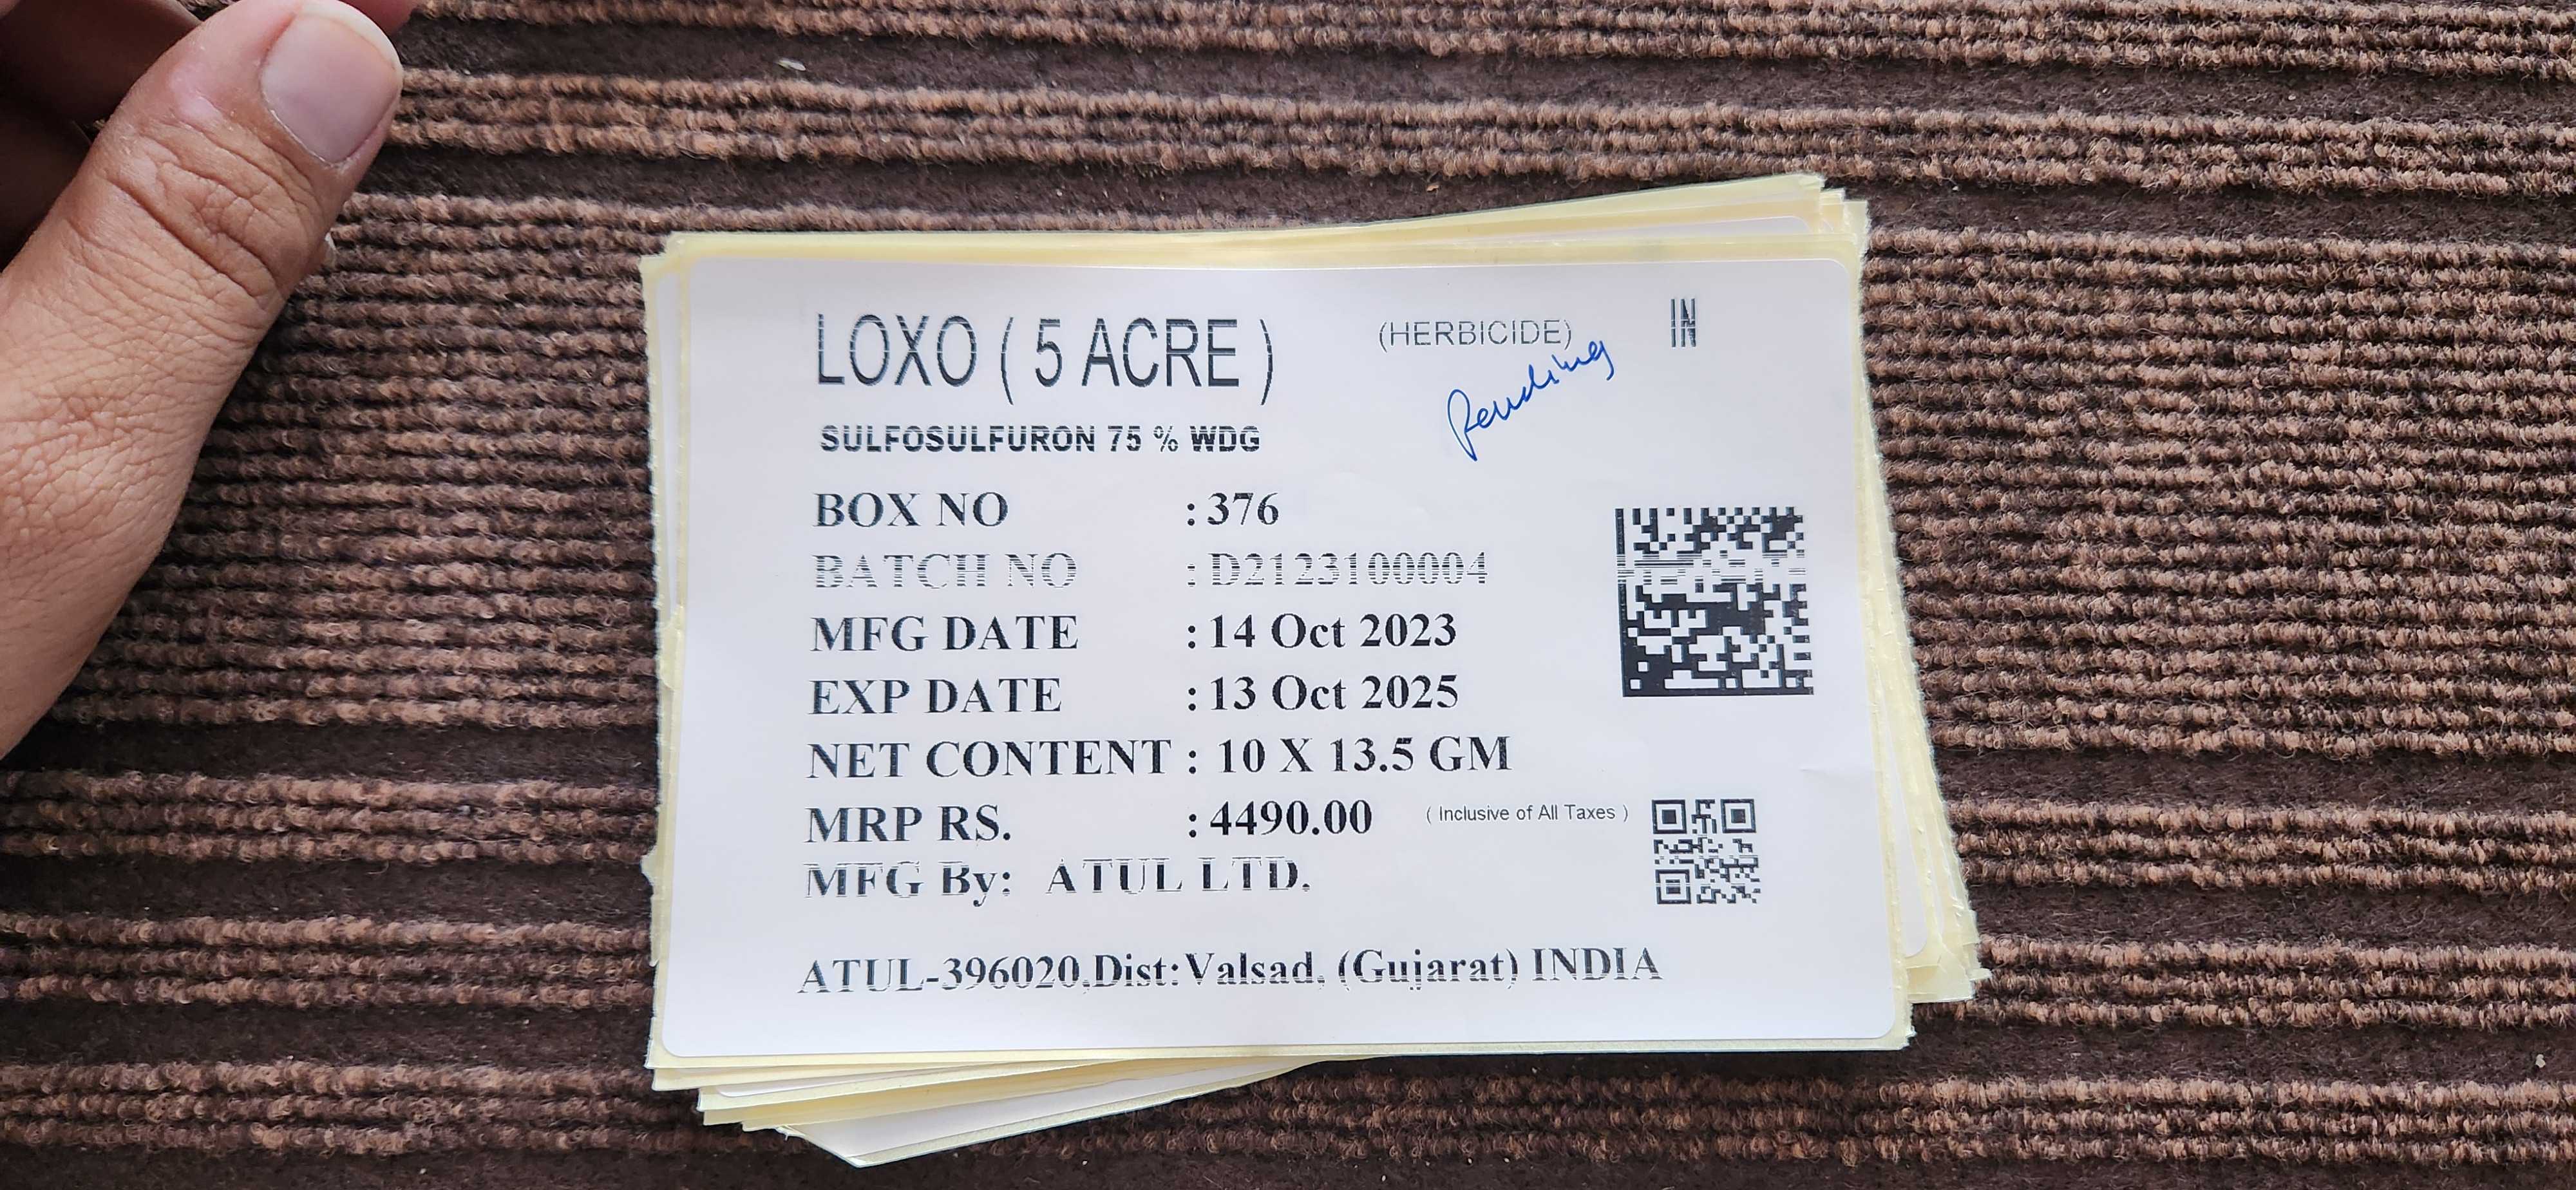 LOXO ( 5 ACRE ) (HERBICIDE) IN
pending
SULFOSULFURON 75 % WDG
BOX NO : 376
BATCH NO : D2123100004
MFG DATE : 14 Oct 2023
EXP DATE : 13 Oct 2025
NET CONTENT : 10 X 13.5 GM
MRP RS. : 4490.00 ( Inclusive of All Taxes )
MFG By: ATUL LTD.
ATUL-396020,Dist:Valsad, (Gujarat) INDIA